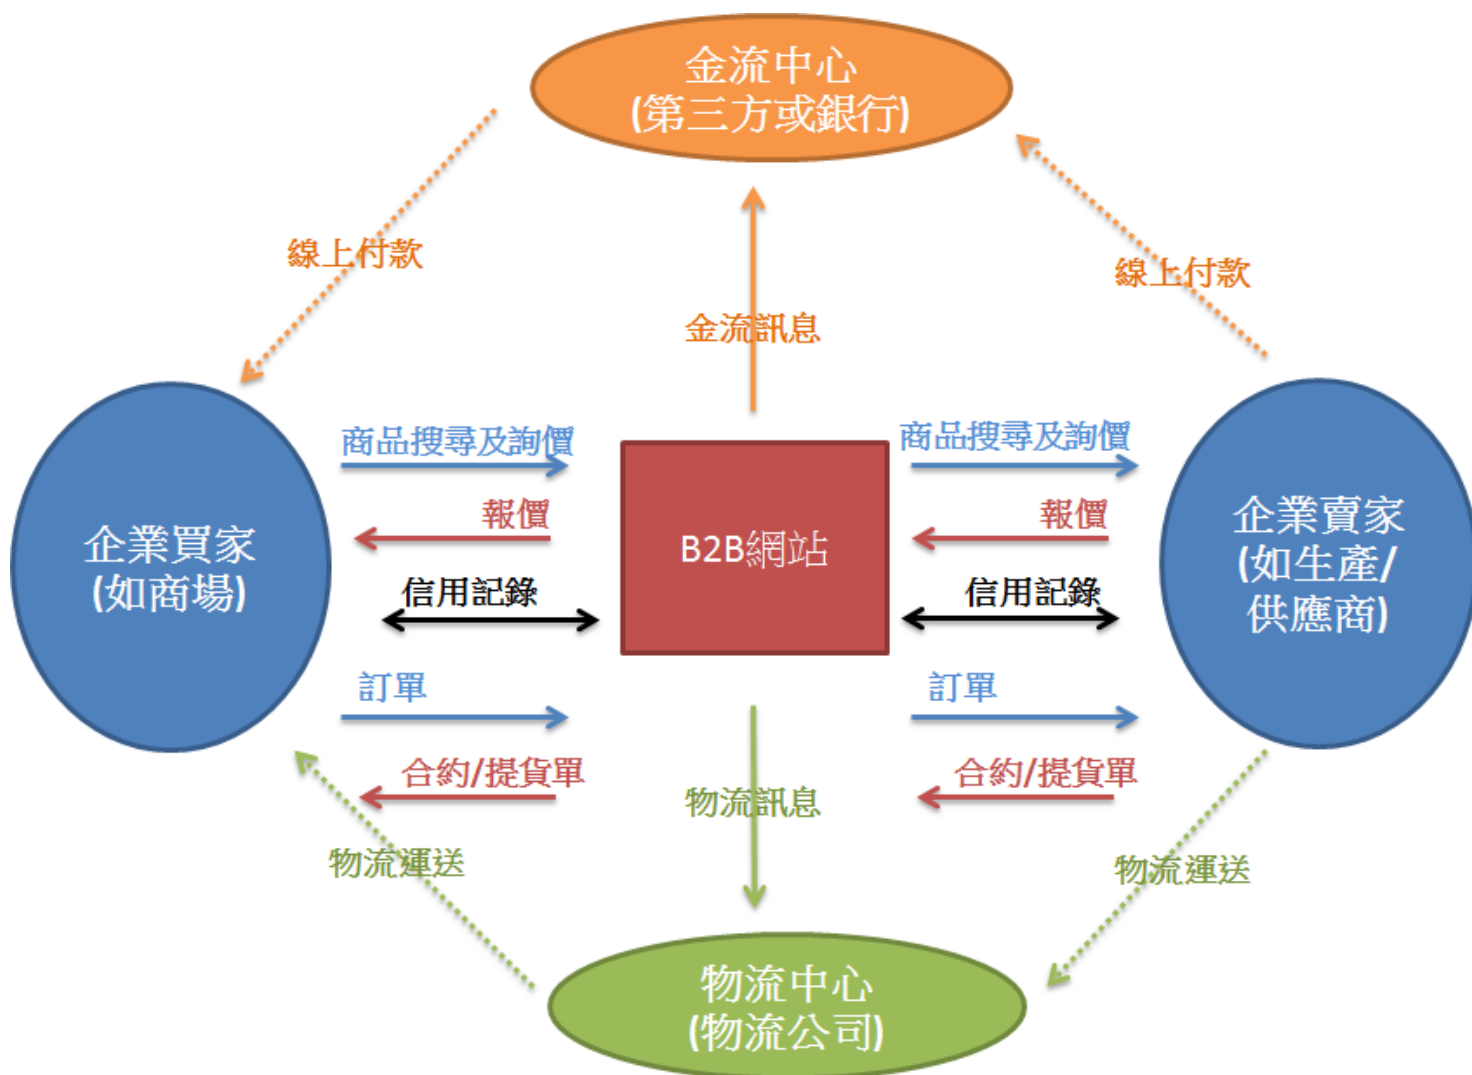 金流中心
(第三方或銀行)
線上付款
線上付款
金流訊息
商品搜尋及詢價
商品搜尋及詢價
報價
報價
企業買家
(如商場)
B2B網站
企業賣家
(如生產/
供應商)
信用記錄
信用記錄
訂單
訂單
合約/提貨單
合約/提貨單
物流訊息
物流運送
物流運送
物流中心
(物流公司)